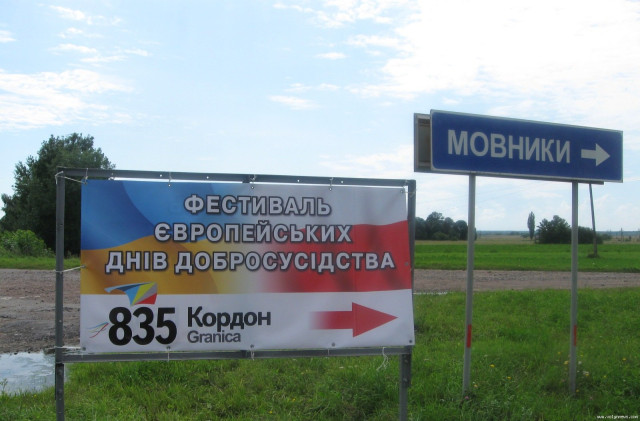 ФЕСТИВАЛЬ
ЄВРОПЕЙСЬКИХ
ДНІВ ДОБРОСУСІДСТВА
835 Кордон
Granica
МОВНИКИ